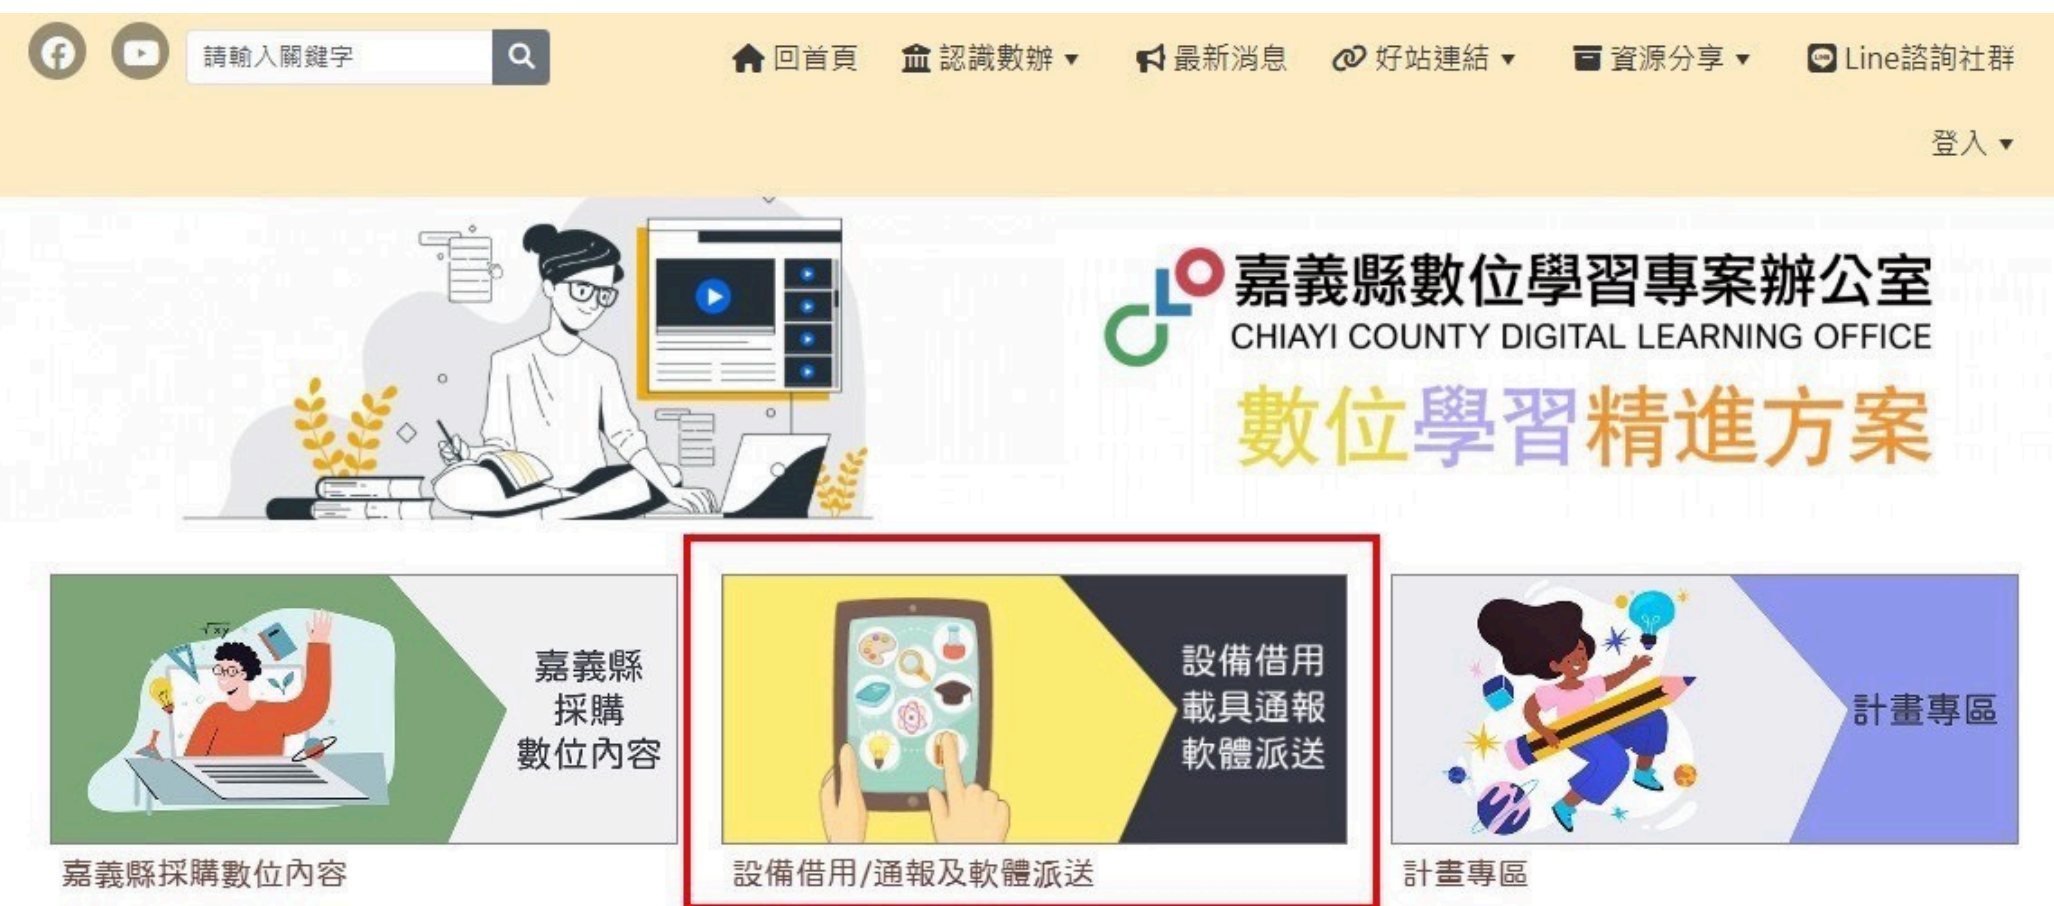 請輸入關鍵字
回首頁 認識數辦 最新消息 好站連結 資源分享 Line諮詢社群
登入
嘉義縣數位學習專案辦公室
CHIAYI COUNTY DIGITAL LEARNING OFFICE
數位學習精進方案
嘉義縣
採購
數位內容
嘉義縣採購數位內容
設備借用
載具通報
軟體派送
設備借用/通報及軟體派送
計畫專區
計畫專區